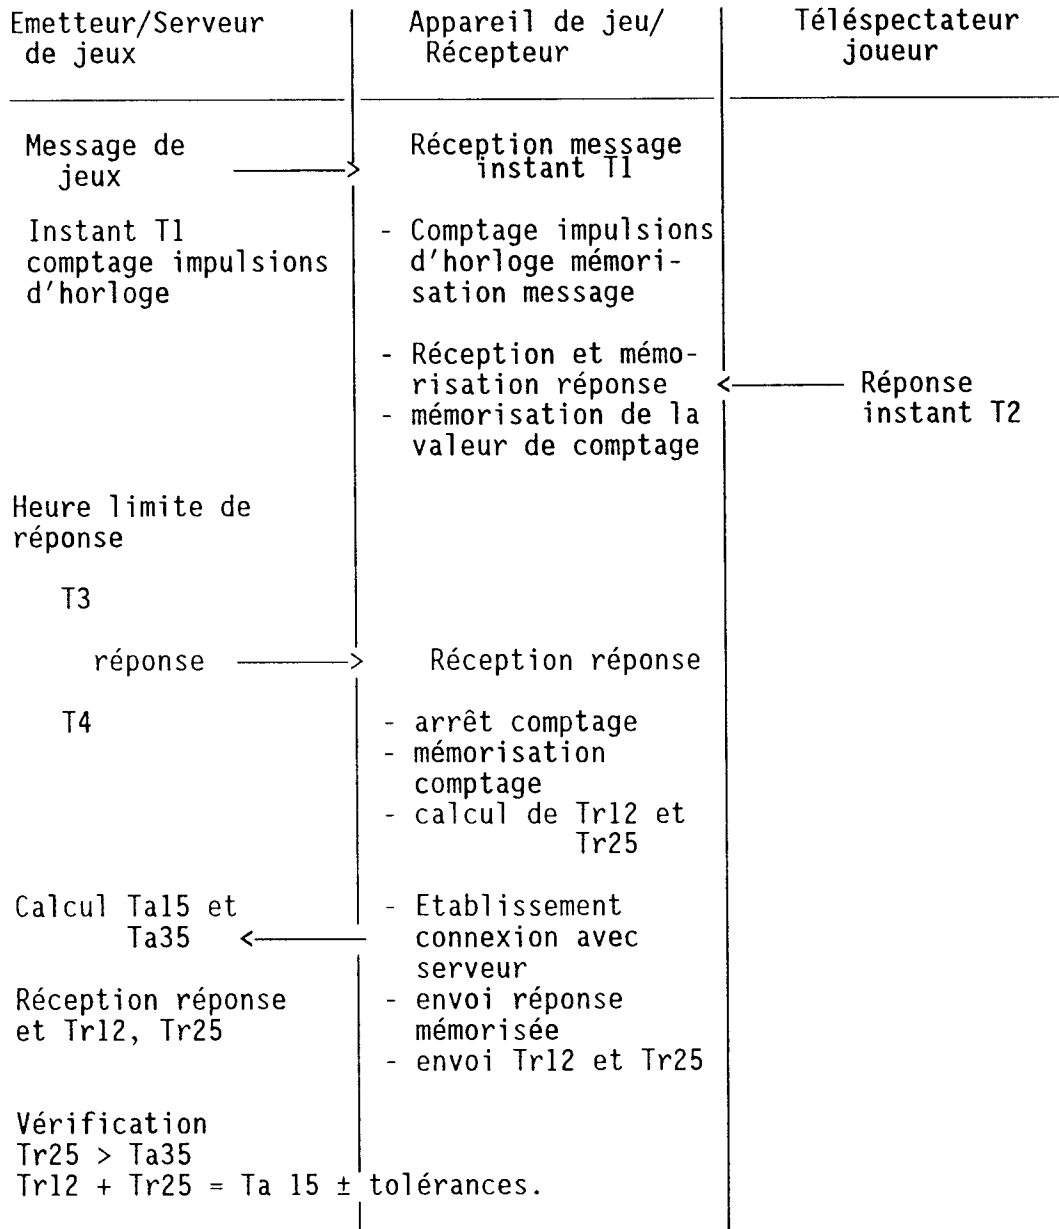 Emetteur/Serveur
de jeux
Appareil de jeu/
Récepteur
Téléspectateur
joueur
Message de
jeux
Réception message
instant T1
Instant T1
comptage impulsions
d'horloge
- Comptage impulsions
d'horloge mémori-
sation message
- Réception et mémo-
risation réponse
- mémorisation de la
valeur de comptage
Réponse
instant T2
Heure limite de
réponse
T3
réponse
Réception réponse
T4
- arrêt comptage
- mémorisation
comptage
- calcul de Tr12 et
Tr25
Calcul Ta15 et
Ta35
- Etablissement
connexion avec
serveur
Réception réponse
et Tr12, Tr25
- envoi réponse
mémorisée
- envoi Tr12 et Tr25
Vérification
Tr25 > Ta35
Tr12 + Tr25 = Ta 15 ± tolérances.